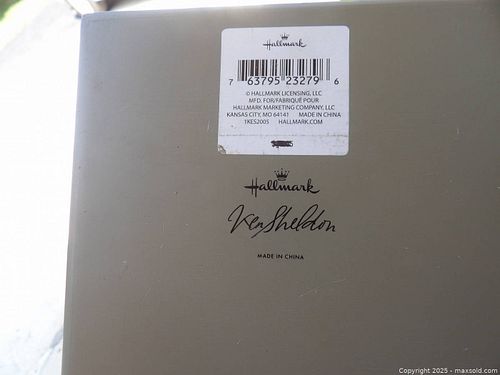 Hallmark
7 63795 23279 6
© HALLMARK LICENSING, LLC
MFD. FOR/FABRIQUÉ POUR
HALLMARK MARKETING COMPANY, LLC
KANSAS CITY, MO 64141 MADE IN CHINA
1KES2005 HALLMARK.COM
Hallmark
Ken Sheldon
MADE IN CHINA
Copyright 2025 - maxsold.com